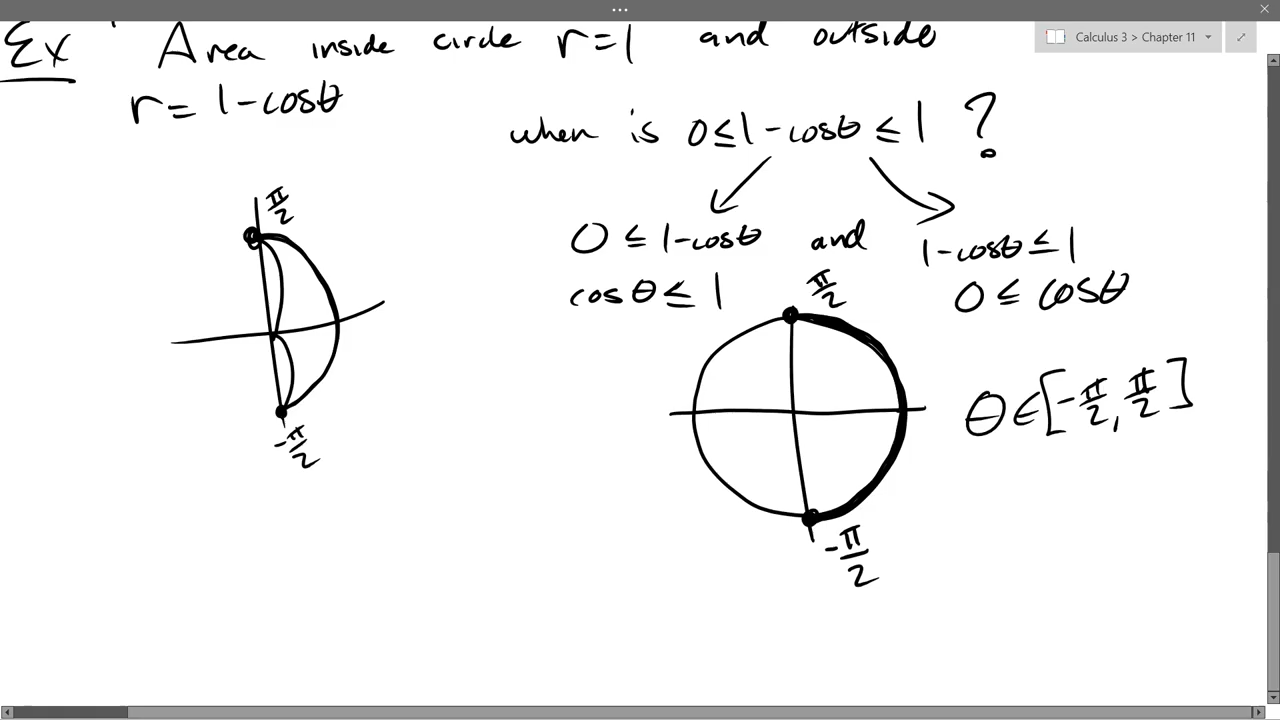 Calculus 3 > Chapter 11
Ex Area inside circle r=1 and outside
r= 1-cosθ
when is 0≤1-cosθ≤1 ?
0≤1-cosθ and 1-cosθ≤1
cosθ≤1 0≤cosθ
π/2
-π/2
π/2
-π/2
θ∈[-π/2, π/2]